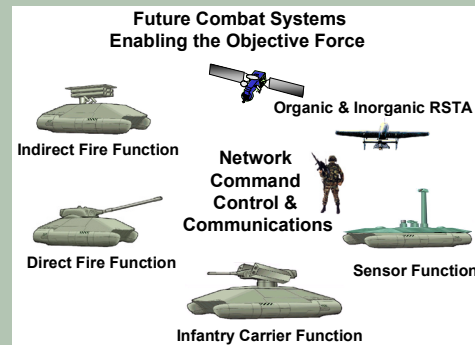 Future Combat Systems
Enabling the Objective Force
Organic & Inorganic RSTA
Indirect Fire Function
Network
Command
Control &
Communications
Direct Fire Function
Sensor Function
Infantry Carrier Function